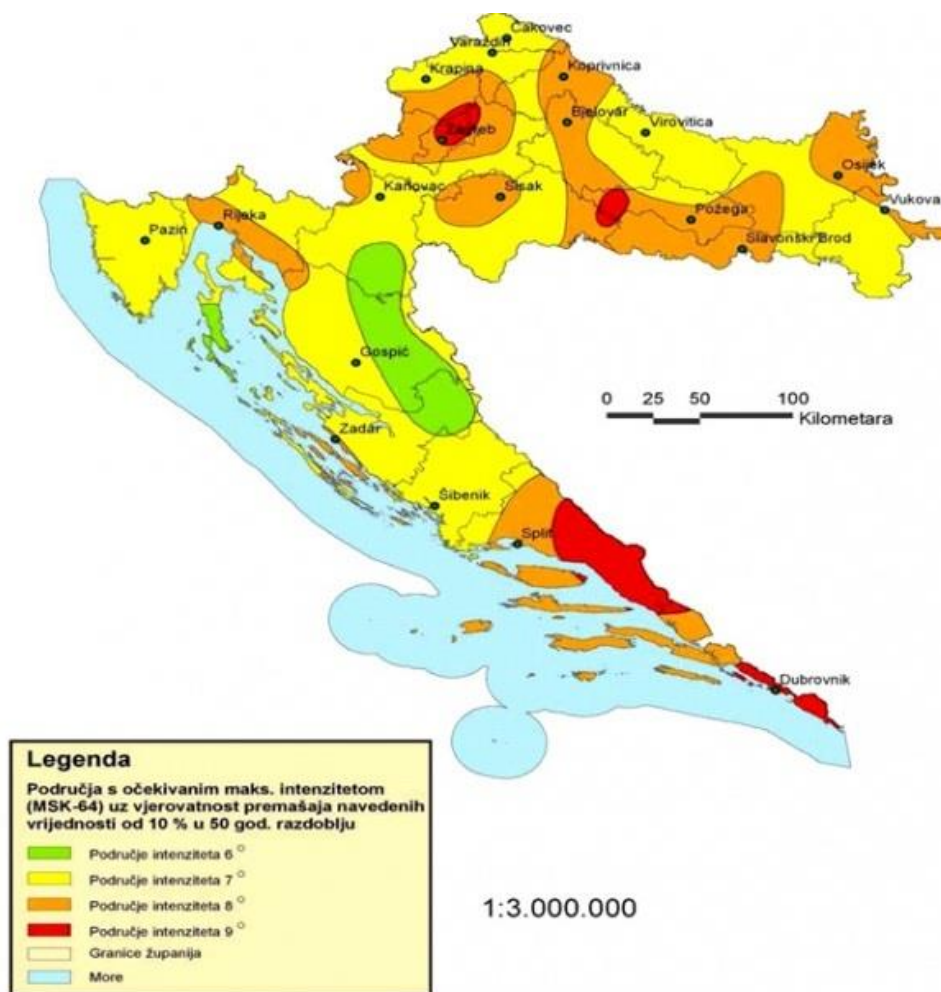 Čakovec
Varaždin
Krapina
Koprivnica
Bjelovar
Virovitica
Zagreb
Osijek
Karlovac
Sisak
Vukova
Požega
Rijeka
Pazin
Slavonški Brod
Gospić
0 25 50 100
Kilometara
Zadar
Šibenik
Split
Dubrovnik
Legenda
Područja s očekivanim maks. intenzitetom
(MSK-64) uz vjerovatnost premašaja navedenih
vrijednosti od 10 % u 50 god. razdoblju
Područje intenziteta 6 °
Područje intenziteta 7 °
Područje intenziteta 8 °
Područje intenziteta 9 °
Granice županija
More
1:3.000.000